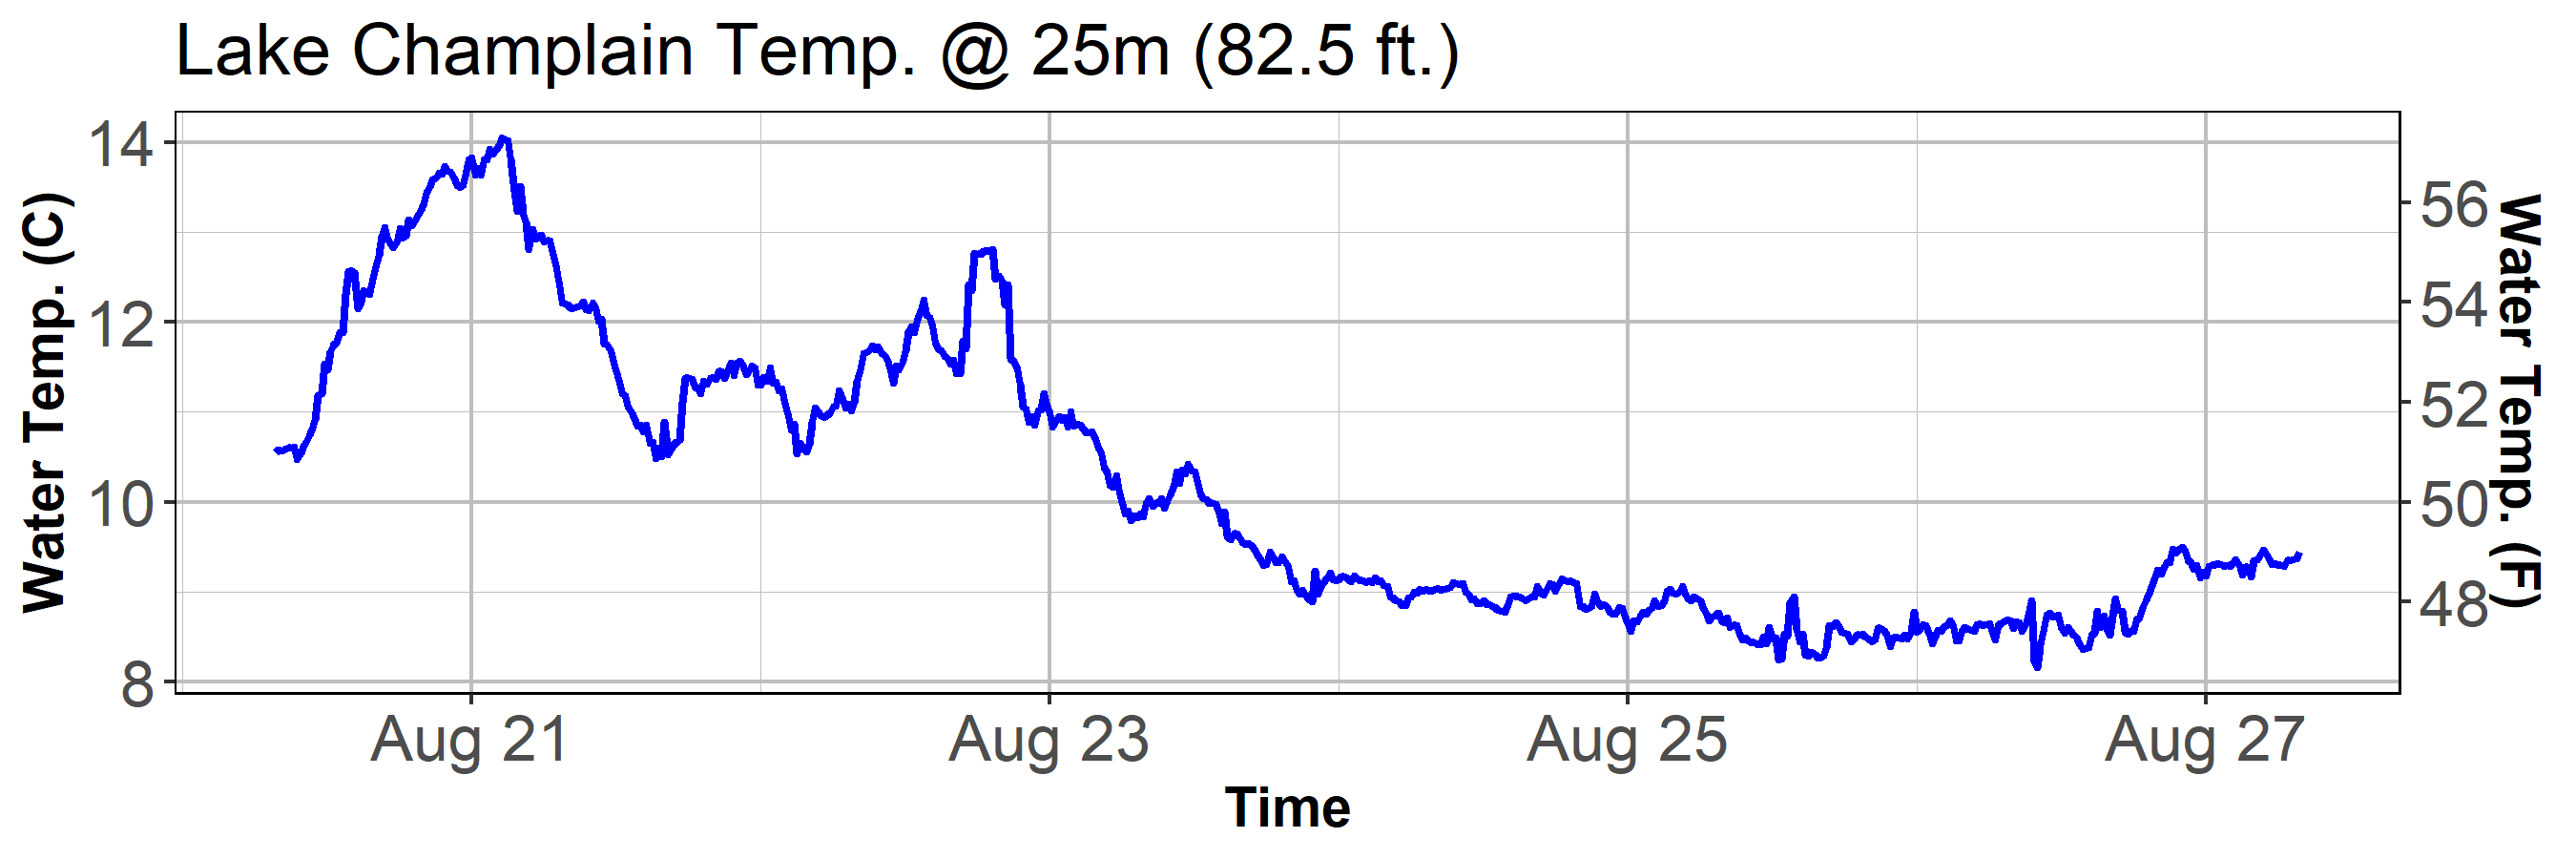 Lake Champlain Temp. @ 25m (82.5 ft.)
Water Temp. (C)
14
12
10
8
56
54
52
50
48
Water Temp. (F)
Aug 21 Aug 23 Aug 25 Aug 27
Time